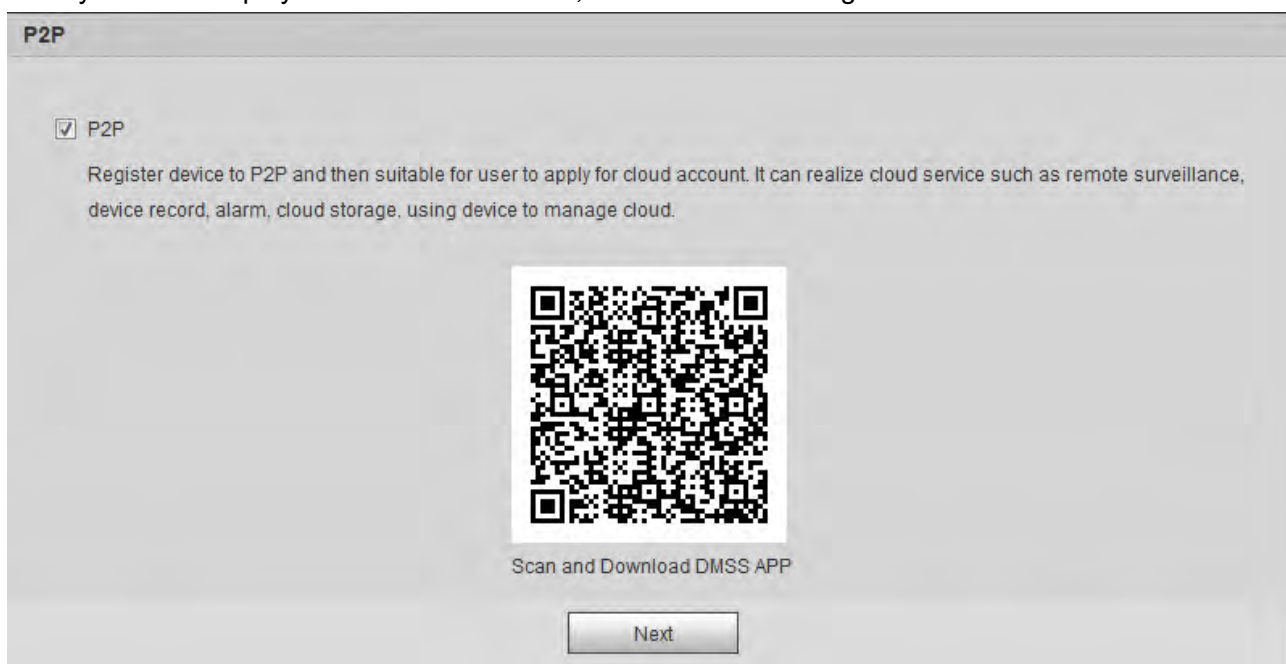 P2P
P2P
Register device to P2P and then suitable for user to apply for cloud account. It can realize cloud service such as remote surveillance,
device record, alarm, cloud storage. using device to manage cloud.
Scan and Download DMSS APP
Next